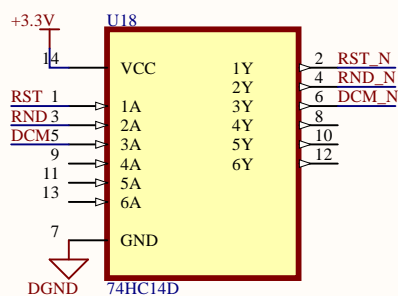 +3.3V U18
14 VCC 1Y 2 RST_N
2Y 4 RND_N
RST 1 1A 3Y 6 DCM_N
RND 3 2A 4Y 8
DCM 5 3A 5Y 10
9 4A 6Y 12
11 5A
13 6A
7 GND
DGND 74HC14D